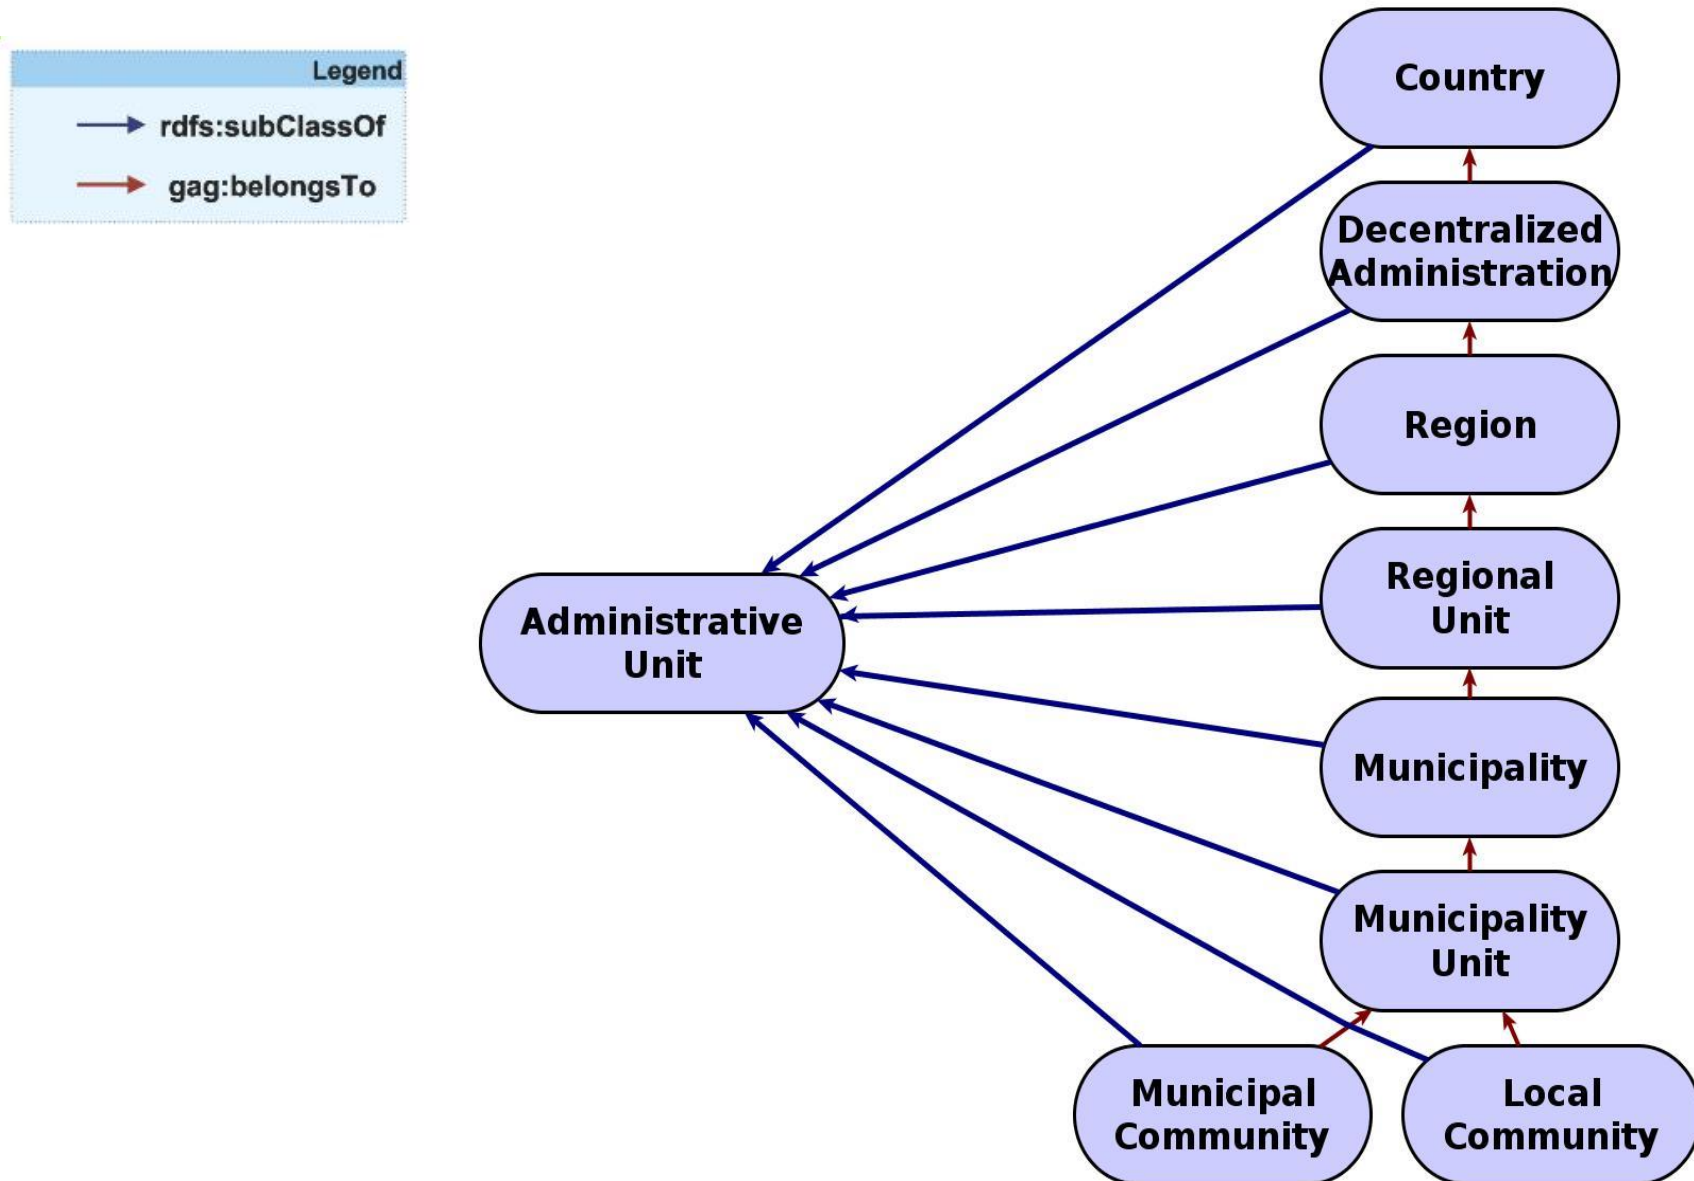 Legend
rdfs:subClassOf
gag:belongsTo
Country
Decentralized
Administration
Region
Regional
Unit
Administrative
Unit
Municipality
Municipality
Unit
Municipal
Community
Local
Community